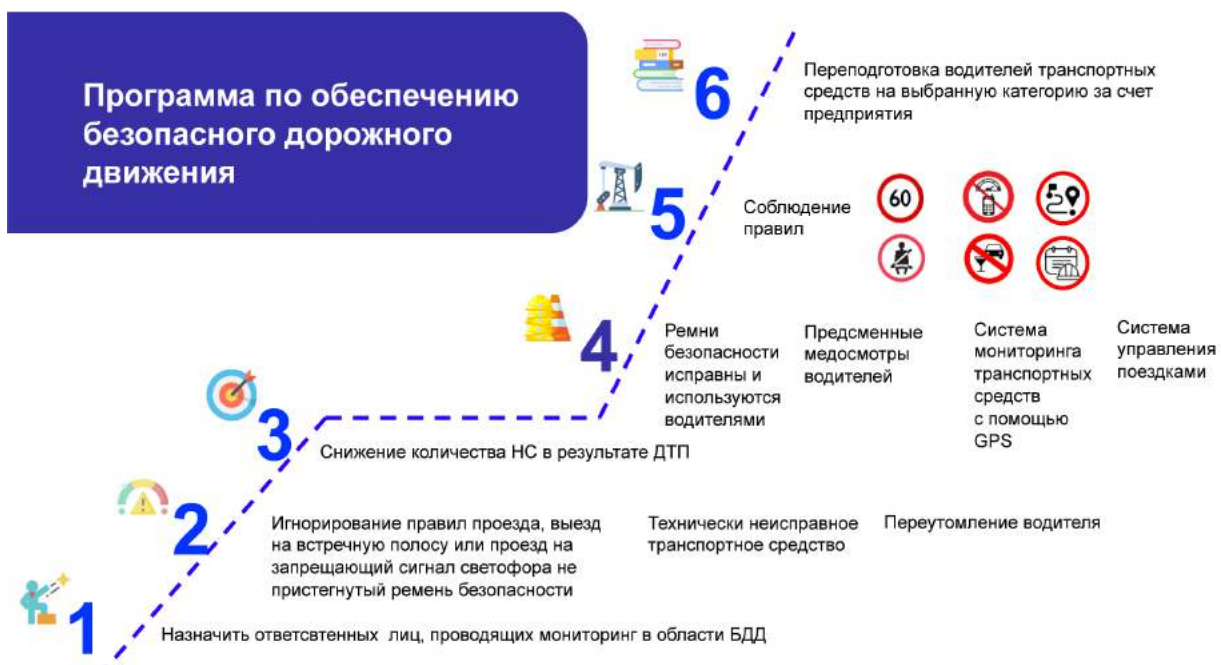 Программа по обеспечению
безопасного дорожного
движения
6
Переподготовка водителей транспортных
средств на выбранную категорию за счет
предприятия
5
Соблюдение
правил
60
4
Ремни
безопасности
исправны и
используются
водителями
Предсменные
медосмотры
водителей
Система
мониторинга
транспортных
средств
с помощью
GPS
Система
управления
поездками
3
Снижение количества НС в результате ДТП
2
Игнорирование правил проезда, выезд
на встречную полосу или проезд на
запрещающий сигнал светофора не
пристегнутый ремень безопасности
Технически неисправное
транспортное средство
Переутомление водителя
1
Назначить ответсвтенных лиц, проводящих мониторинг в области БДД